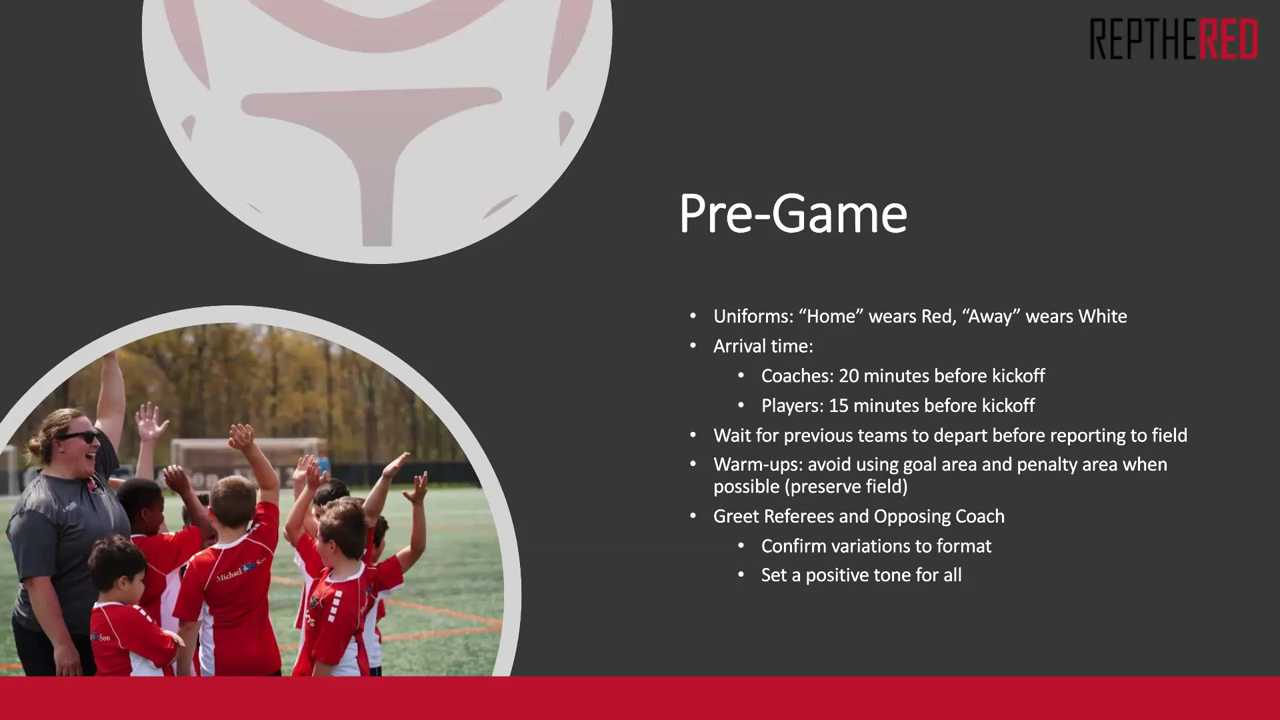 REPTHERED
Pre-Game
• Uniforms: “Home” wears Red, “Away” wears White
• Arrival time:
• Coaches: 20 minutes before kickoff
• Players: 15 minutes before kickoff
• Wait for previous teams to depart before reporting to field
• Warm-ups: avoid using goal area and penalty area when
possible (preserve field)
• Greet Referees and Opposing Coach
• Confirm variations to format
• Set a positive tone for all
Michael & Son
Son